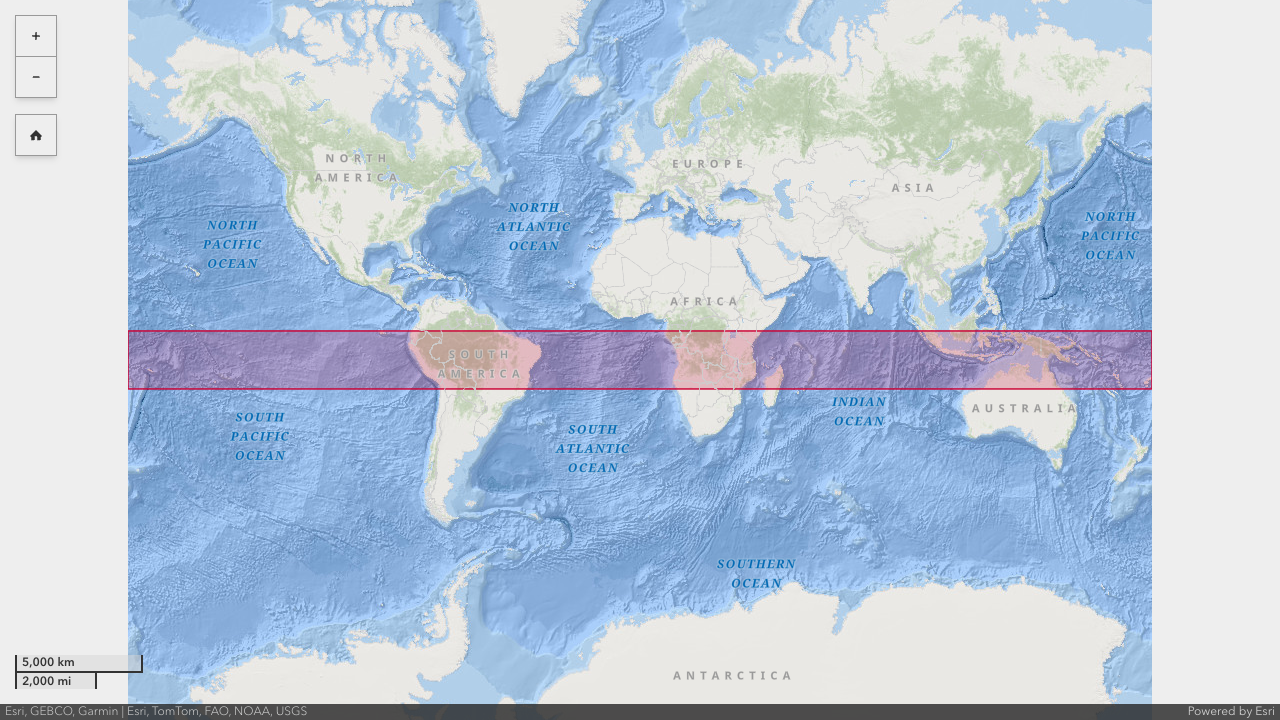 +
−
NORTH
AMERICA
EUROPE
ASIA
NORTH
ATLANTIC
OCEAN
NORTH
PACIFIC
OCEAN
NORTH
PACIFIC
OCEAN
AFRICA
SOUTH
AMERICA
INDIAN
OCEAN
AUSTRALIA
SOUTH
PACIFIC
OCEAN
SOUTH
ATLANTIC
OCEAN
SOUTHERN
OCEAN
ANTARCTICA
5,000 km
2,000 mi
Esri, GEBCO, Garmin | Esri, TomTom, FAO, NOAA, USGS
Powered by Esri